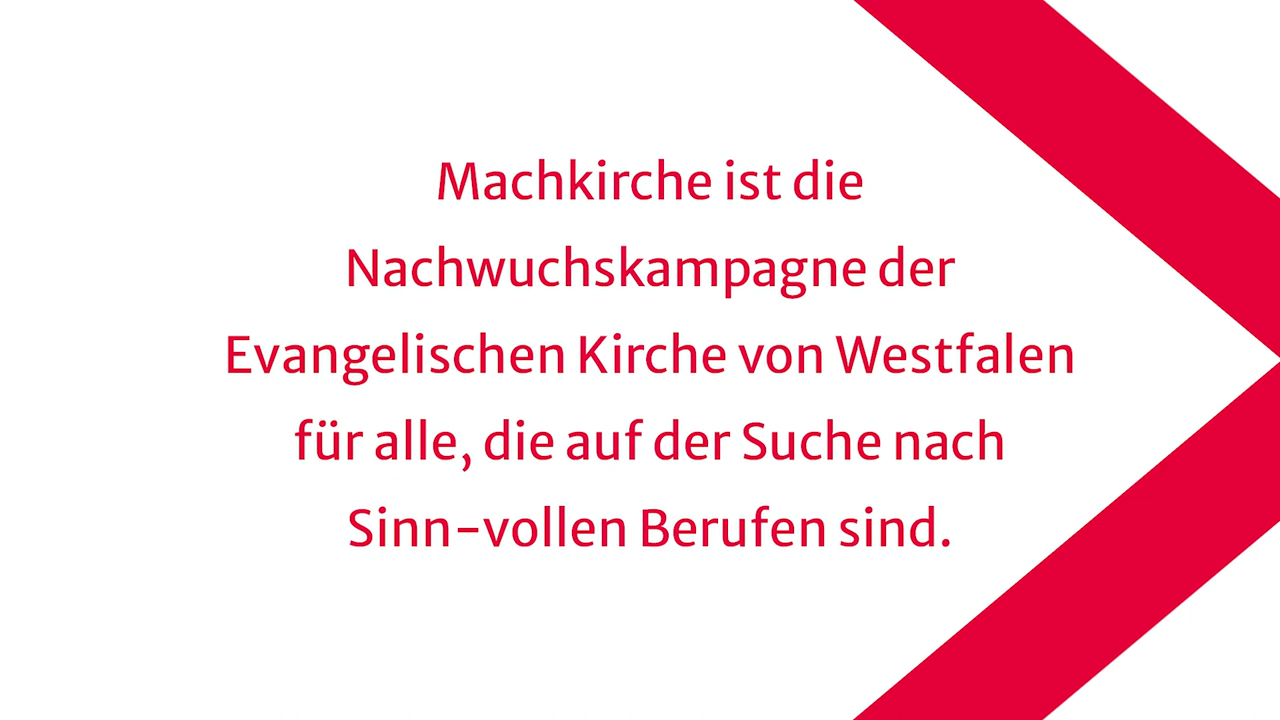 Machkirche ist die
Nachwuchskampagne der
Evangelischen Kirche von Westfalen
für alle, die auf der Suche nach
Sinn-vollen Berufen sind.